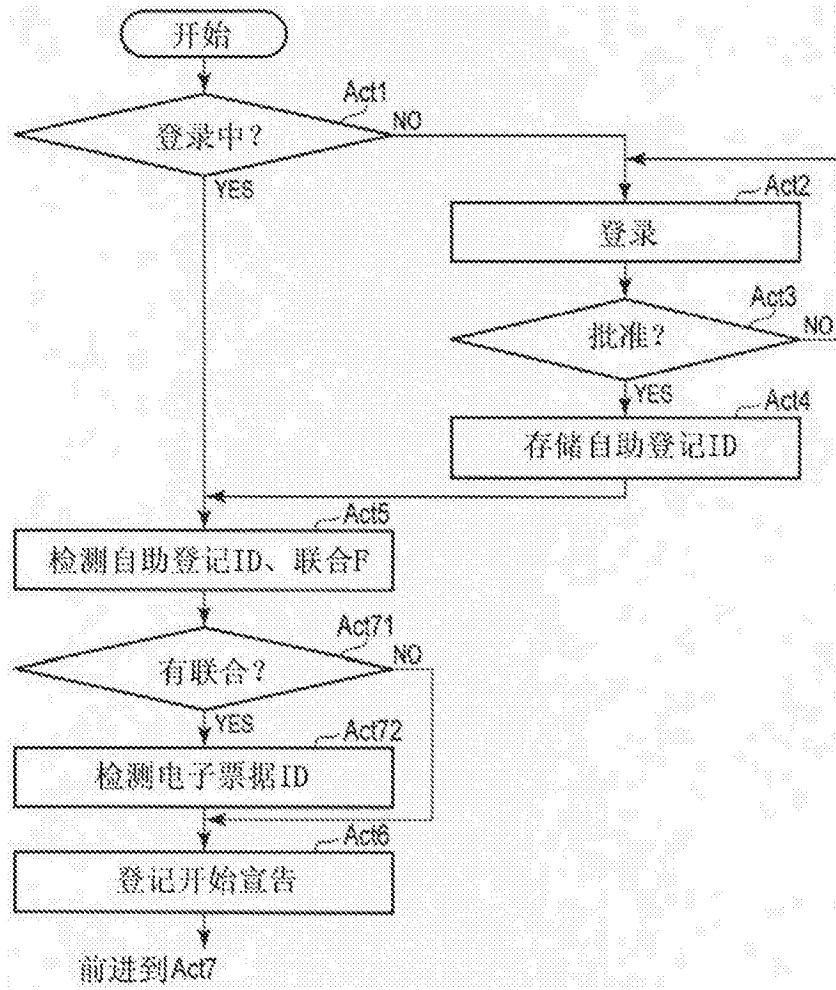 开始
Act1
登录中?
NO
YES
Act2
登录
Act3
批准?
NO
YES
Act4
存储自助登记ID
Act5
检测自助登记ID、联合F
Act71
有联合?
NO
YES
Act72
检测电子票据ID
Act6
登记开始宣告
前进到Act7